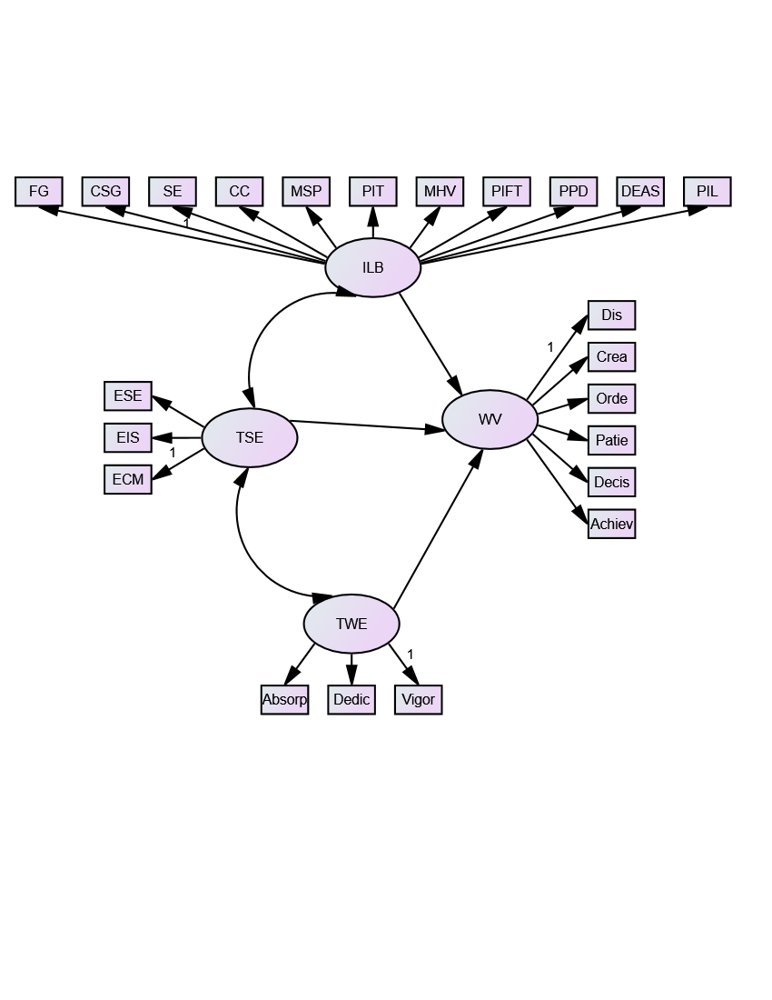 FG CSG SE CC MSP PIT MHV PIFT PPD DEAS PIL
1
ILB
Dis
1
Crea
ESE
Orde
TSE
WV
EIS
Patie
1
ECM
Decis
Achiev
TWE
1
Absorp Dedic Vigor